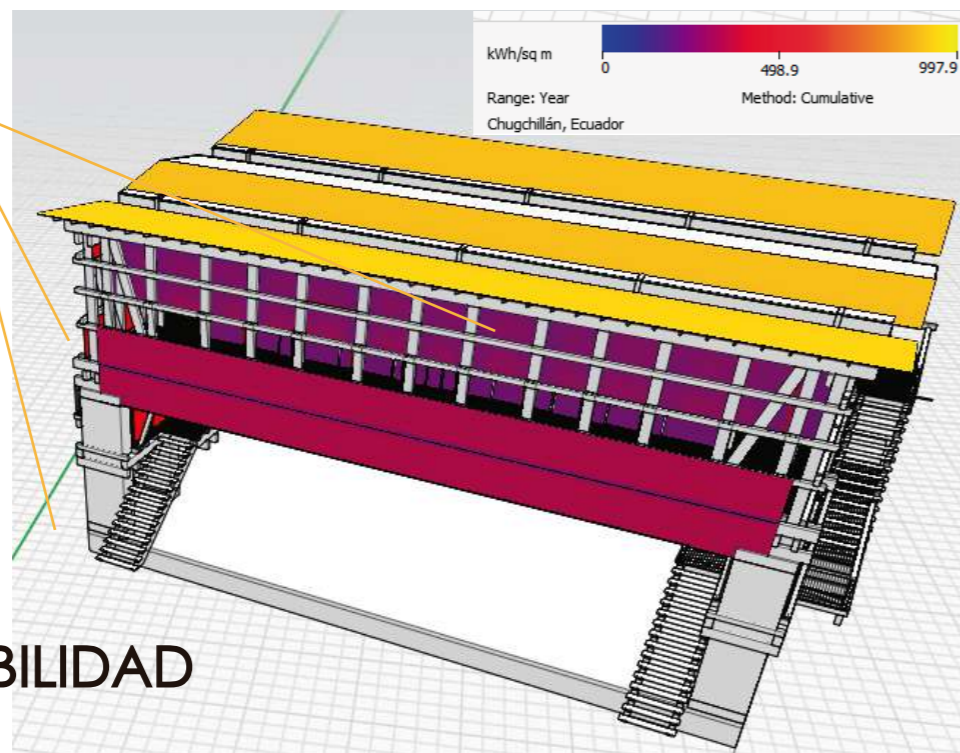 kWh/sq m
0 498.9 997.9
Range: Year Method: Cumulative
Chugchillán, Ecuador
BILIDAD